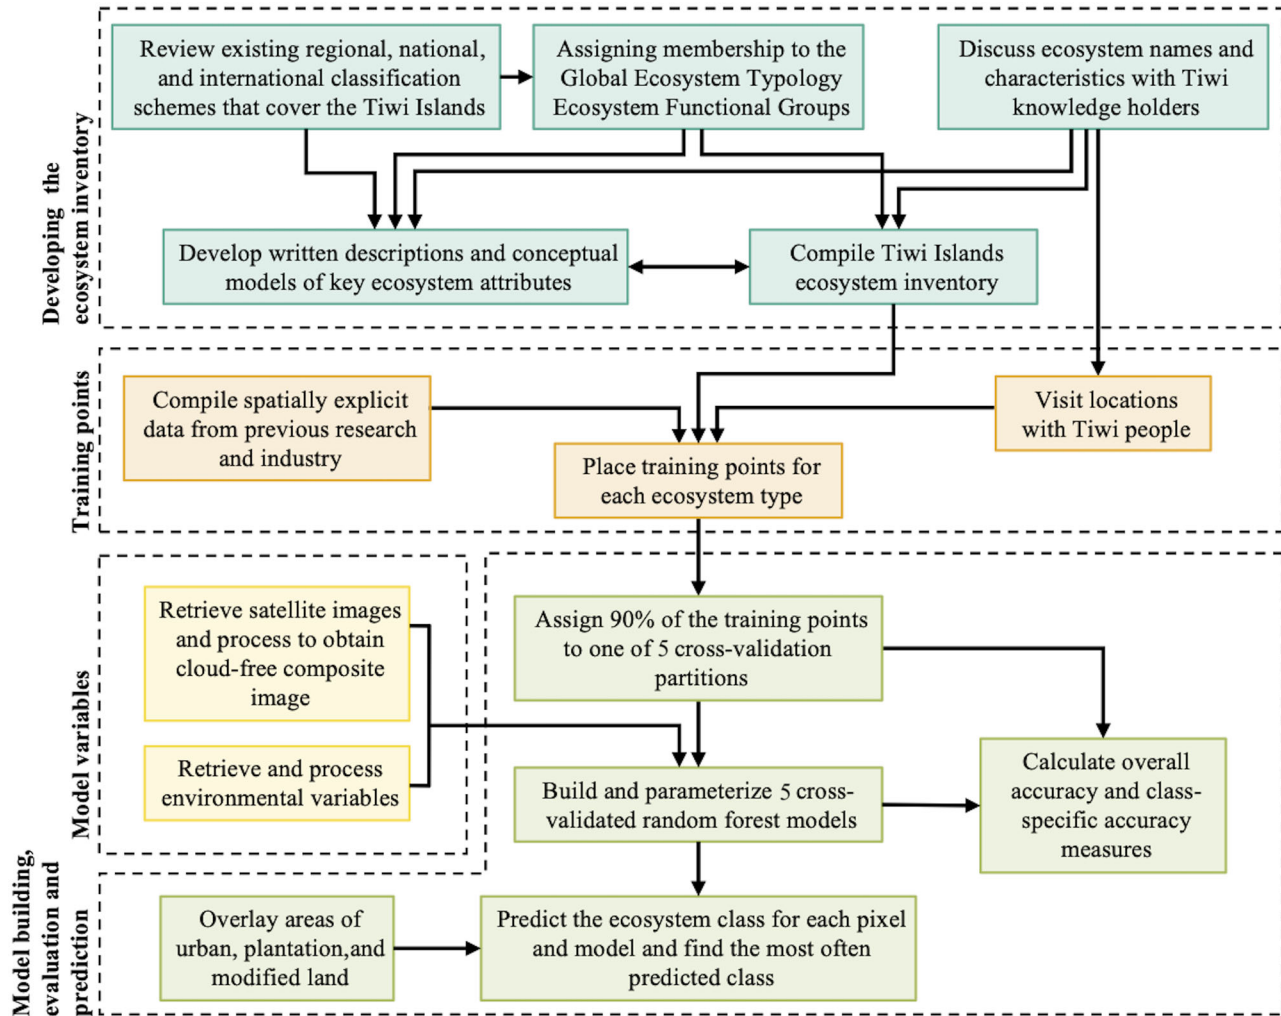 Developing the
ecosystem inventory
Review existing regional, national,
and international classification
schemes that cover the Tiwi Islands
Assigning membership to the
Global Ecosystem Typology
Ecosystem Functional Groups
Discuss ecosystem names and
characteristics with Tiwi
knowledge holders
Develop written descriptions and conceptual
models of key ecosystem attributes
Compile Tiwi Islands
ecosystem inventory
Training points
Compile spatially explicit
data from previous research
and industry
Visit locations
with Tiwi people
Place training points for
each ecosystem type
Model variables
Retrieve satellite images
and process to obtain
cloud-free composite
image
Retrieve and process
environmental variables
Model building,
evaluation and
prediction
Assign 90% of the training points
to one of 5 cross-validation
partitions
Build and parameterize 5 cross-
validated random forest models
Calculate overall
accuracy and class-
specific accuracy
measures
Overlay areas of
urban, plantation,and
modified land
Predict the ecosystem class for each pixel
and model and find the most often
predicted class